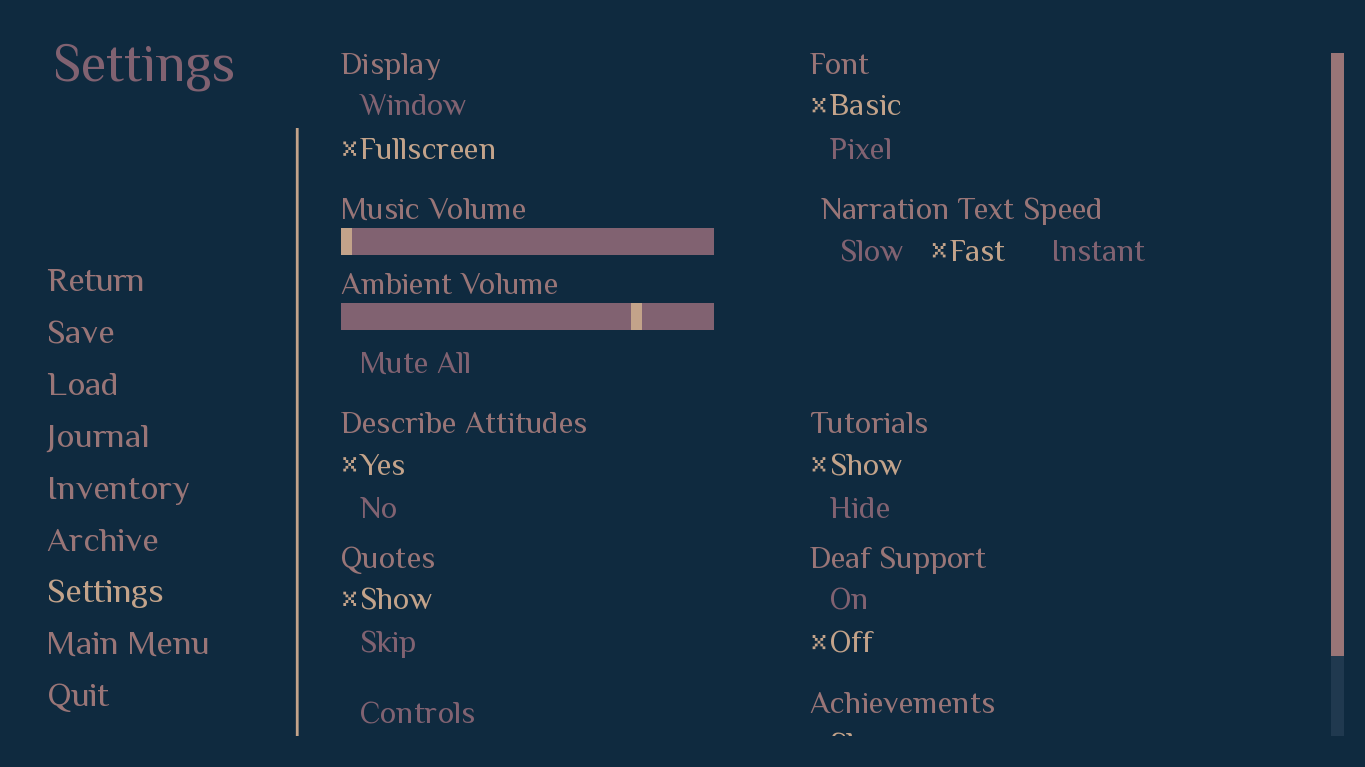 Settings
Return
Save
Load
Journal
Inventory
Archive
Settings
Main Menu
Quit
Display
Window
×Fullscreen
Music Volume
Ambient Volume
Mute All
Describe Attitudes
×Yes
No
Quotes
×Show
Skip
Controls
Font
×Basic
Pixel
Narration Text Speed
Slow ×Fast Instant
Tutorials
×Show
Hide
Deaf Support
On
×Off
Achievements